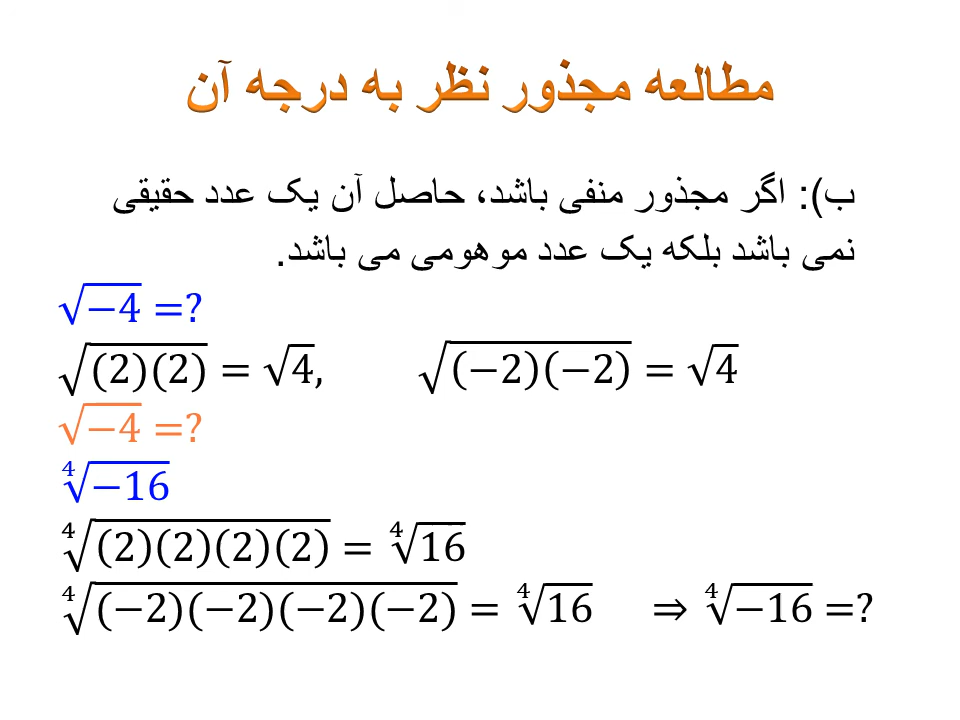 مطالعه مجذور نظر به درجه آن
ب): اگر مجذور منفی باشد، حاصل آن یک عدد حقیقی
نمی باشد بلکه یک عدد موهومی می باشد.
√−4 =?
√(2)(2) = √4, √(−2)(−2) = √4
√−4 =?
∜−16
∜(2)(2)(2)(2) = ∜16
∜(−2)(−2)(−2)(−2) = ∜16 ⇒ ∜−16 =?